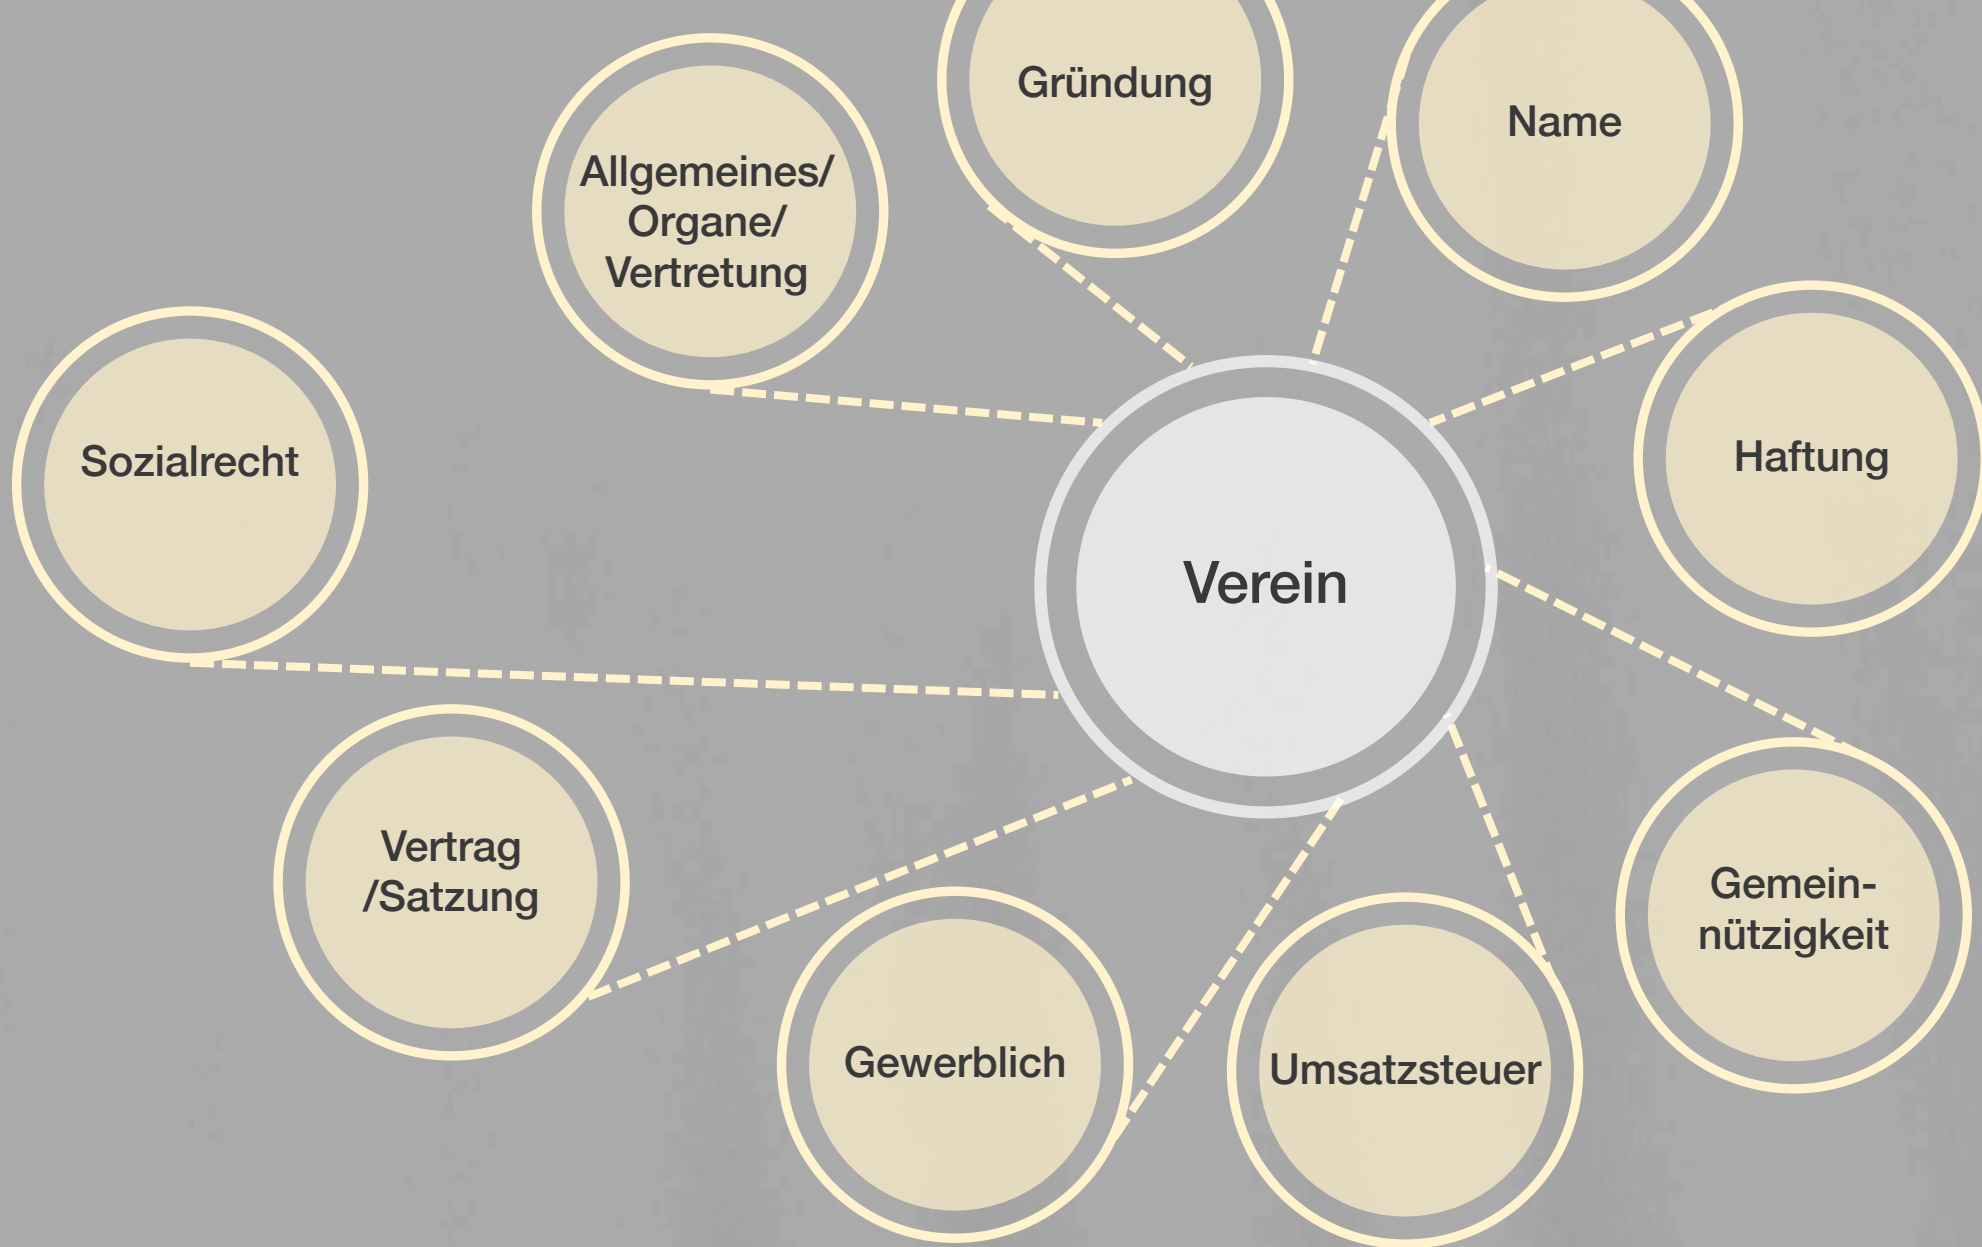 Gründung
Name
Allgemeines/
Organe/
Vertretung
Sozialrecht
Haftung
Verein
Vertrag
/Satzung
Gemein-
nützigkeit
Gewerblich
Umsatzsteuer